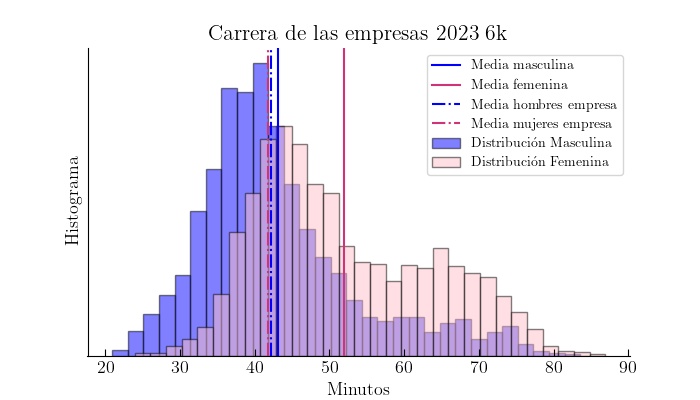 Carrera de las empresas 2023 6k
Media masculina
Media femenina
Media hombres empresa
Media mujeres empresa
Distribución Masculina
Distribución Femenina
Histograma
20 30 40 50 60 70 80 90
Minutos